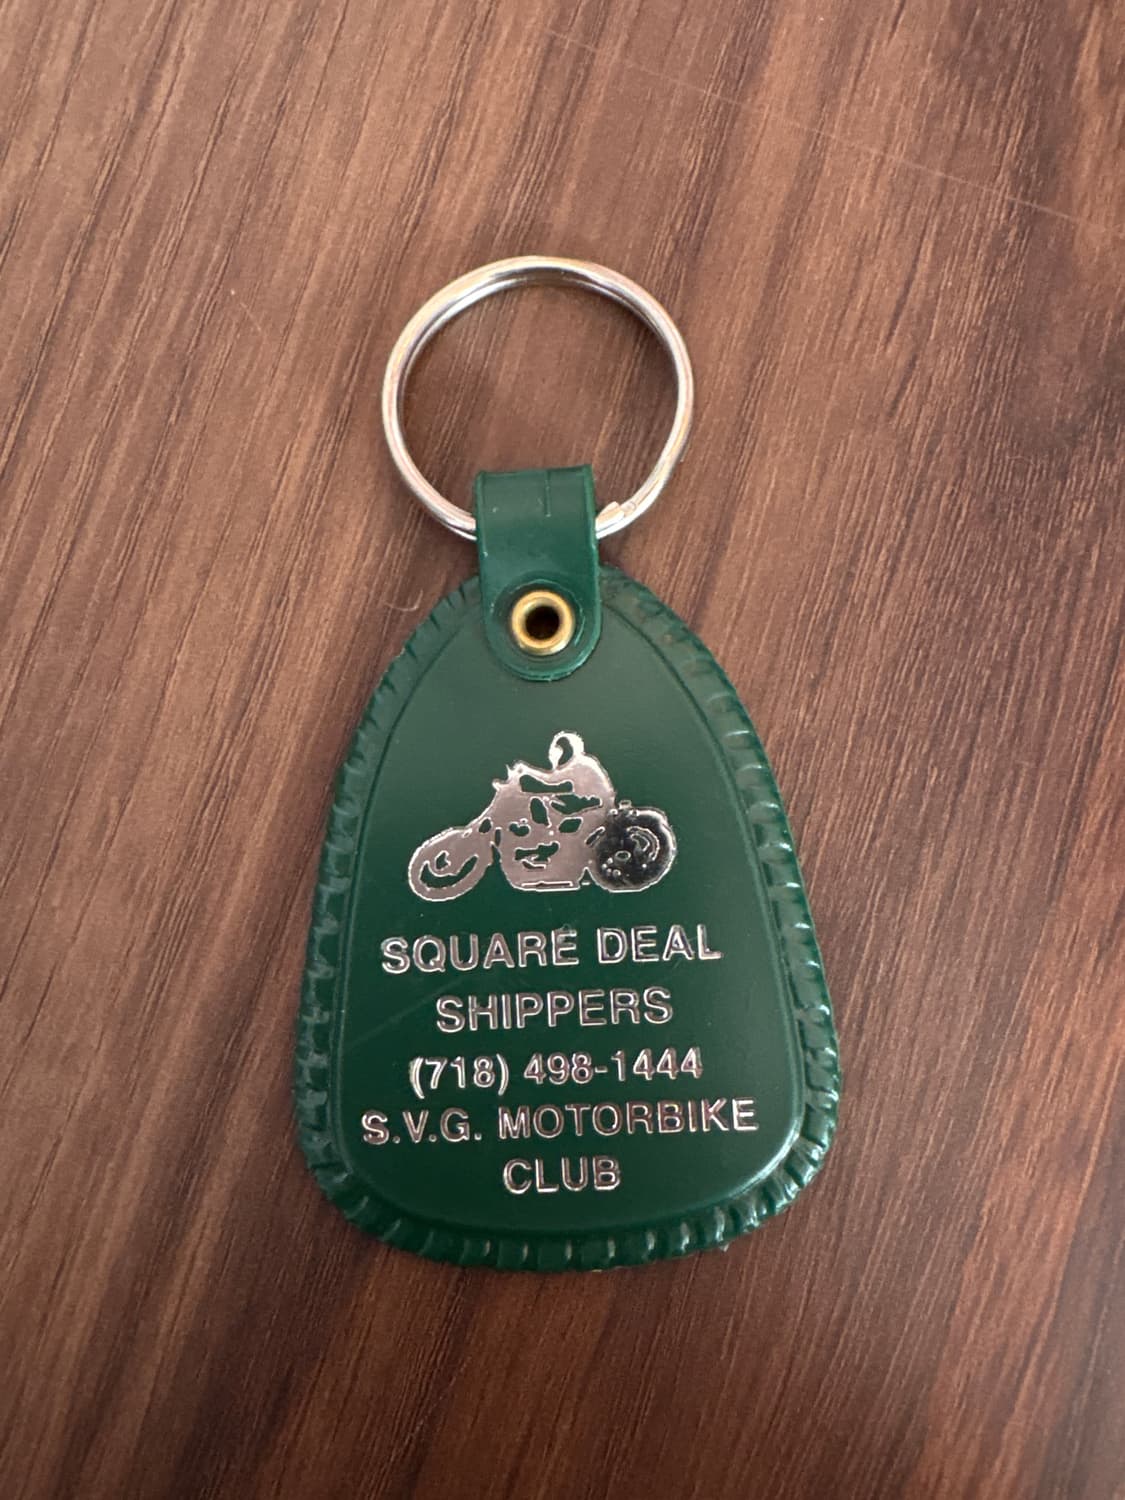 SQUARE DEAL
SHIPPERS
(718) 498-1444
S.V.G. MOTORBIKE
CLUB